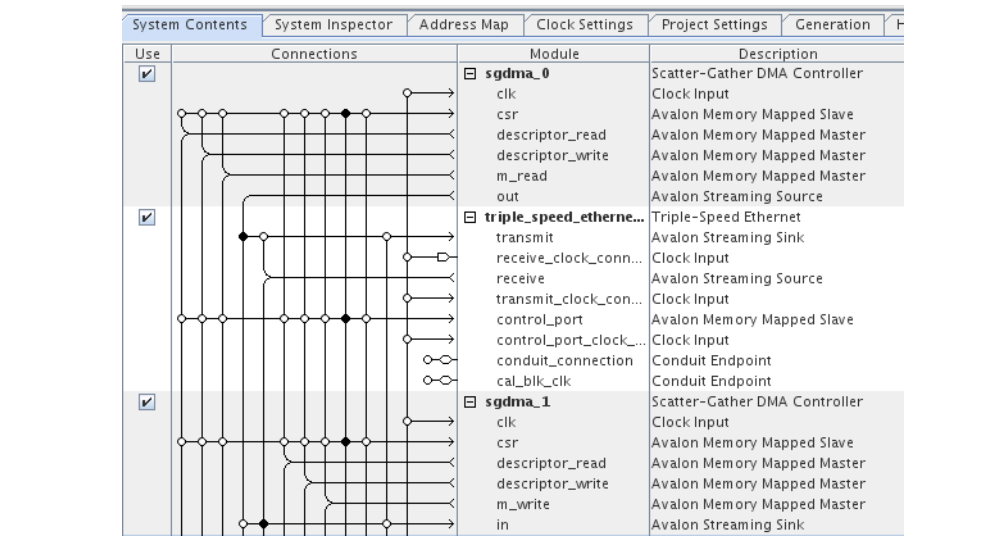 System Contents System Inspector Address Map Clock Settings Project Settings Generation H
Use Connections Module Description
sgdma_0 Scatter-Gather DMA Controller
clk Clock Input
csr Avalon Memory Mapped Slave
descriptor_read Avalon Memory Mapped Master
descriptor_write Avalon Memory Mapped Master
m_read Avalon Memory Mapped Master
out Avalon Streaming Source
triple_speed_etherne... Triple-Speed Ethernet
transmit Avalon Streaming Sink
receive_clock_conn... Clock Input
receive Avalon Streaming Source
transmit_clock_con... Clock Input
control_port Avalon Memory Mapped Slave
control_port_clock_... Clock Input
conduit_connection Conduit Endpoint
cal_blk_clk Conduit Endpoint
sgdma_1 Scatter-Gather DMA Controller
clk Clock Input
csr Avalon Memory Mapped Slave
descriptor_read Avalon Memory Mapped Master
descriptor_write Avalon Memory Mapped Master
m_write Avalon Memory Mapped Master
in Avalon Streaming Sink